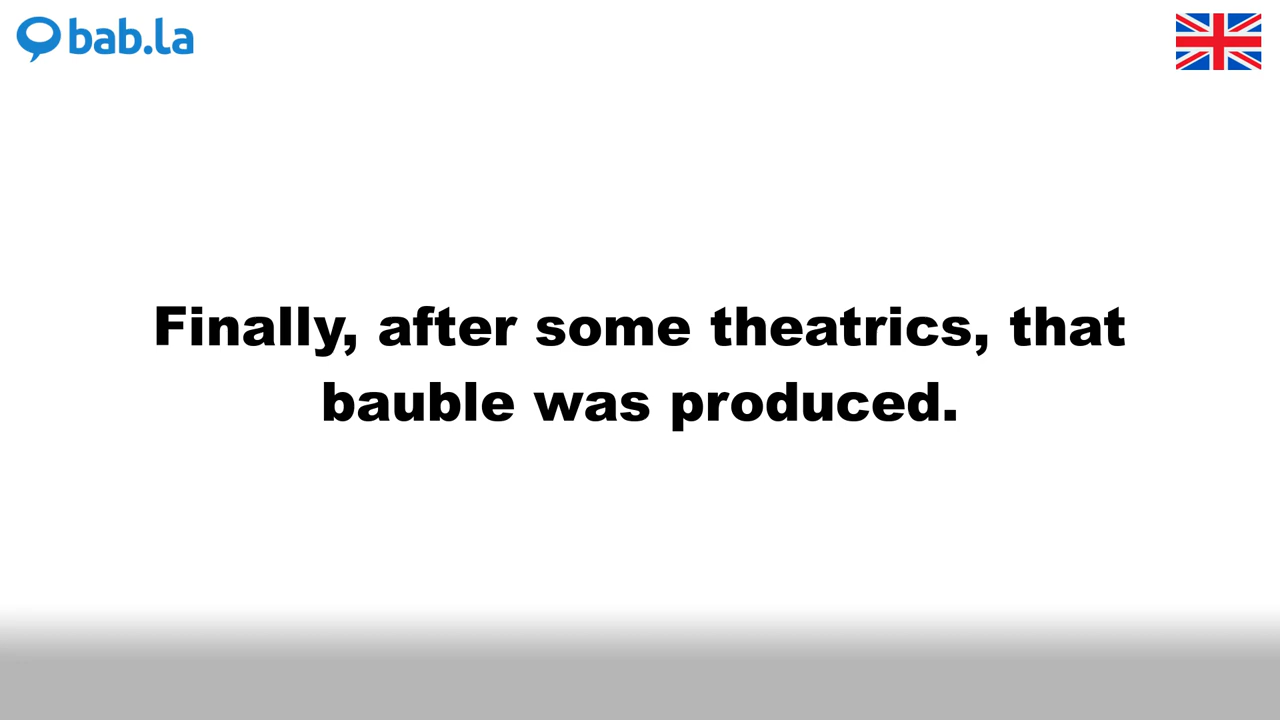 bab.la
Finally, after some theatrics, that
bauble was produced.